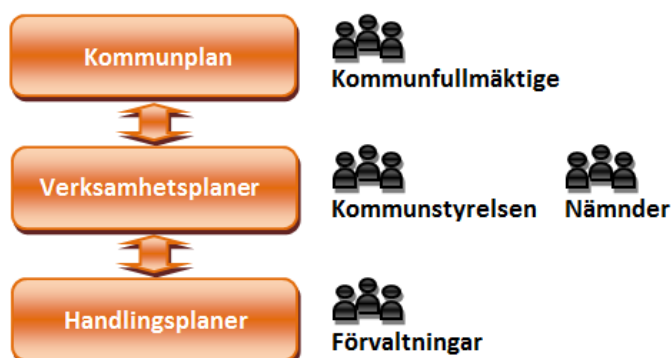 Kommunplan
Kommunfullmäktige
Verksamhetsplaner
Kommunstyrelsen
Nämnder
Handlingsplaner
Förvaltningar